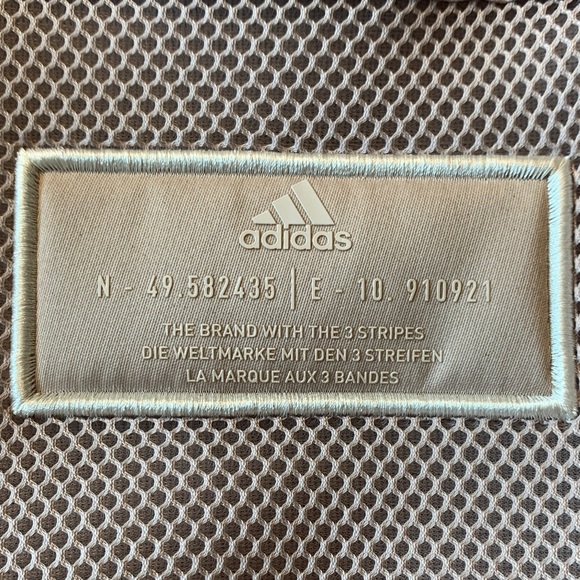 adidas
N - 49.582435 | E - 10. 910921
THE BRAND WITH THE 3 STRIPES
DIE WELTMARKE MIT DEN 3 STREIFEN
LA MARQUE AUX 3 BANDES